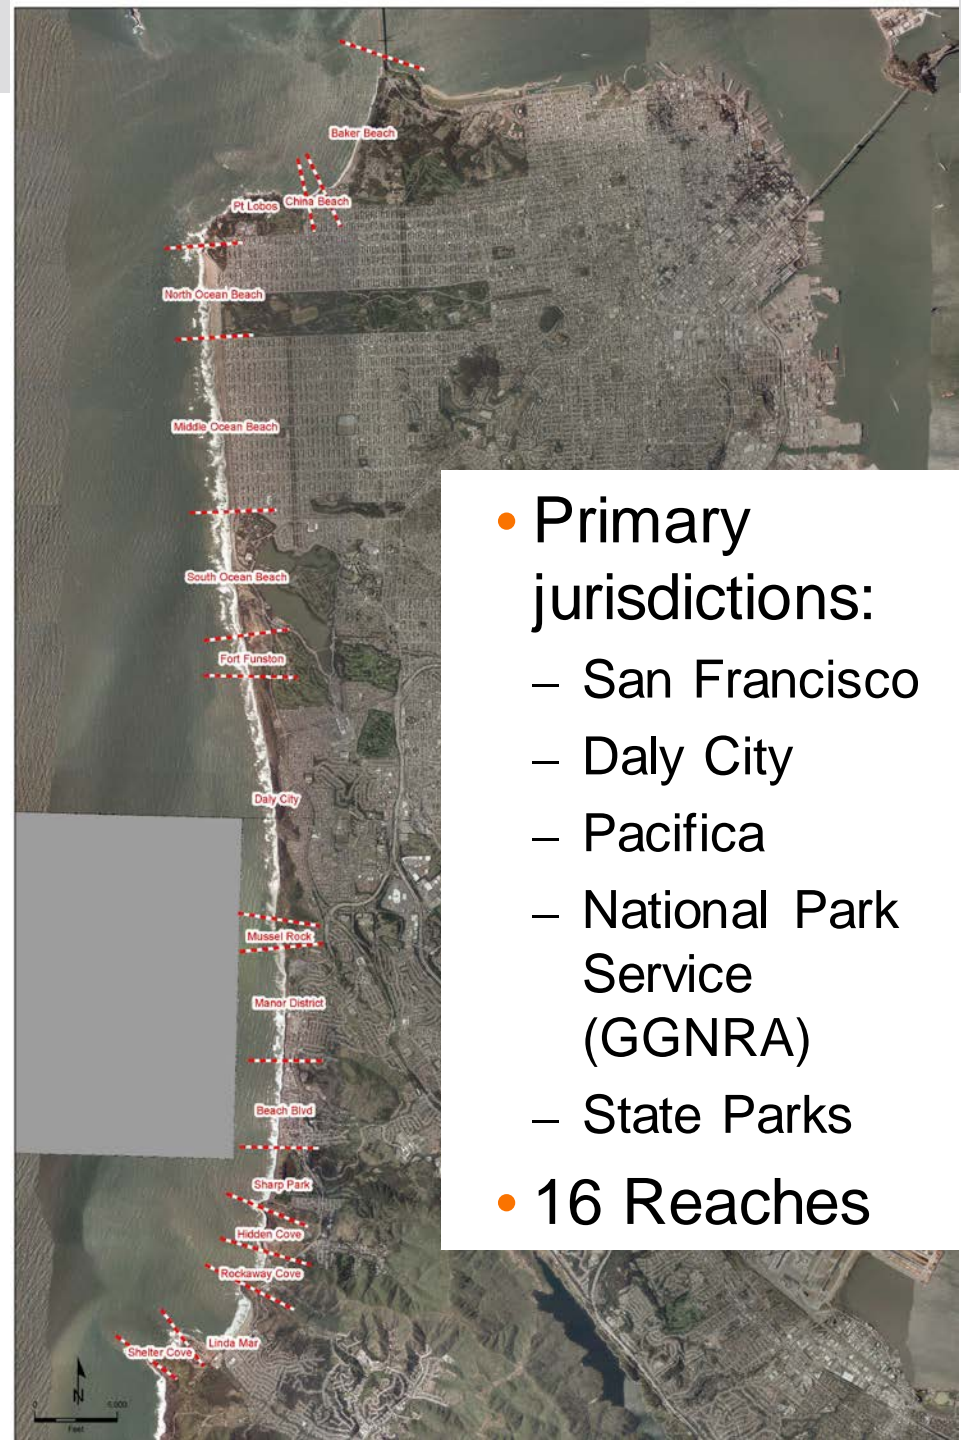 Baker Beach
China Beach
Pt Lobos
North Ocean Beach
Middle Ocean Beach
South Ocean Beach
Fort Funston
Daly City
Mussel Rock
Manor District
Beach Blvd
Sharp Park
Hidden Cove
Rockaway Cove
Linda Mar
Shelter Cove
N
0
Feet
• Primary
jurisdictions:
– San Francisco
– Daly City
– Pacifica
– National Park
Service
(GGNRA)
– State Parks
• 16 Reaches